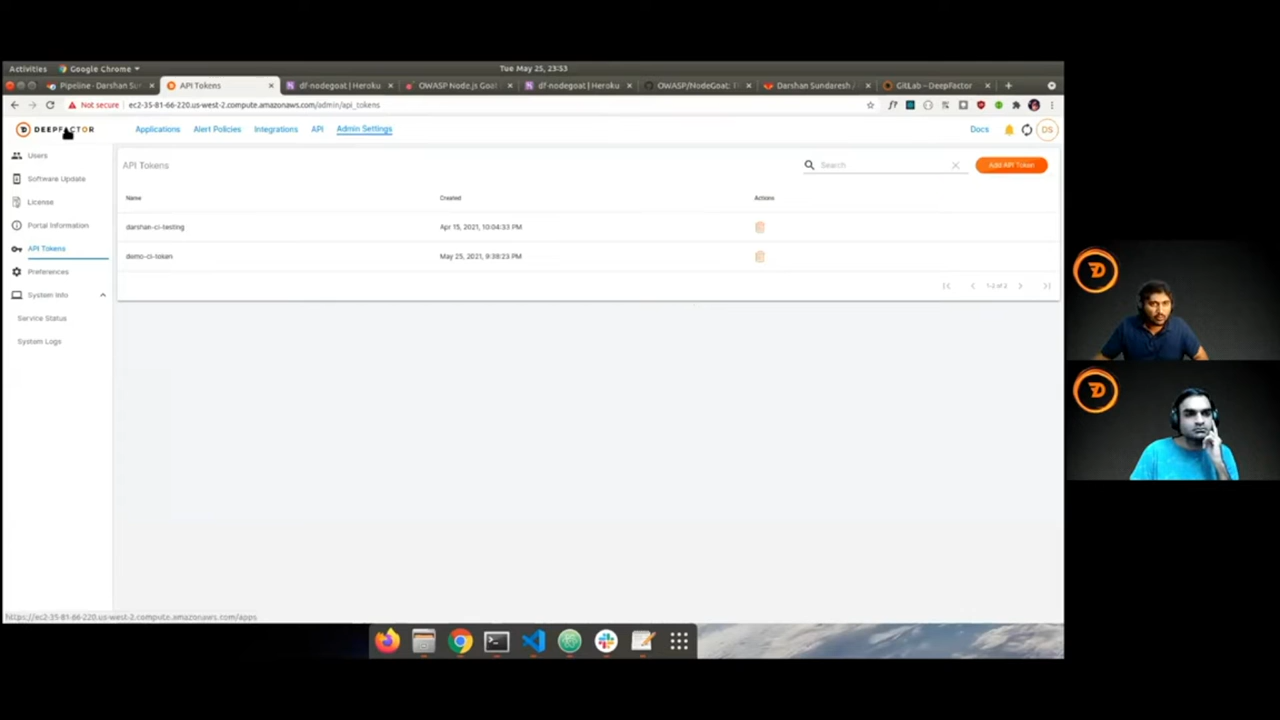 Activities Google Chrome Tue May 25, 23:53
Pipeline · Darshan Sun API Tokens df-nodegoat | Heroku OWASP Node.js Goat df-nodegoat | Heroku OWASP/NodeGoat: T Darshan Sundaresh / GitLab – DeepFactor
Not secure ec2-35-81-66-220.us-west-2.compute.amazonaws.com/admin/api_tokens
DEEPFACTOR Applications Alert Policies Integrations API Admin Settings Docs DS
Users
Software Update
License
Portal Information
API Tokens
Preferences
System Info
Service Status
System Logs
API Tokens Search Add API Token
Name Created Actions
darshan-ci-testing Apr 15, 2021, 10:04:33 PM
demo-ci-token May 25, 2021, 9:38:23 PM
1-2 of 2
https://ec2-35-81-66-220.us-west-2.compute.amazonaws.com/apps